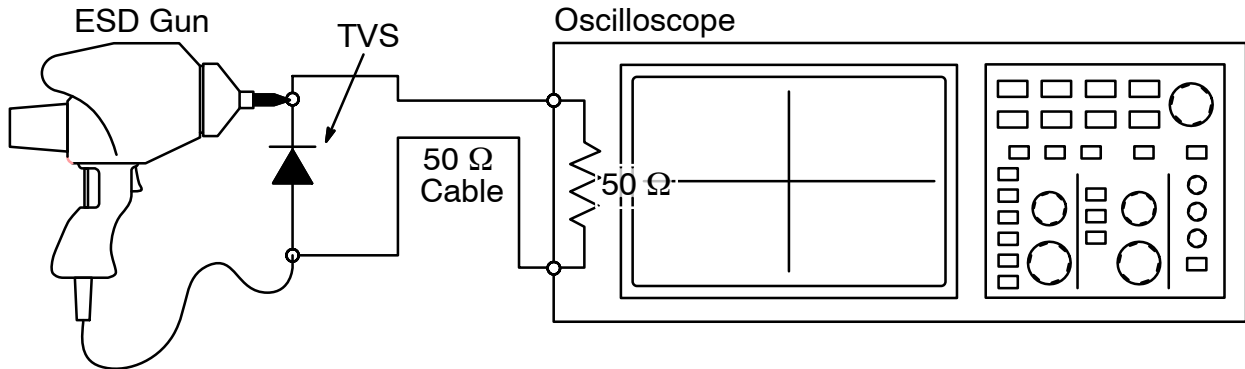 ESD Gun
TVS
Oscilloscope
50 Ω
Cable
50 Ω